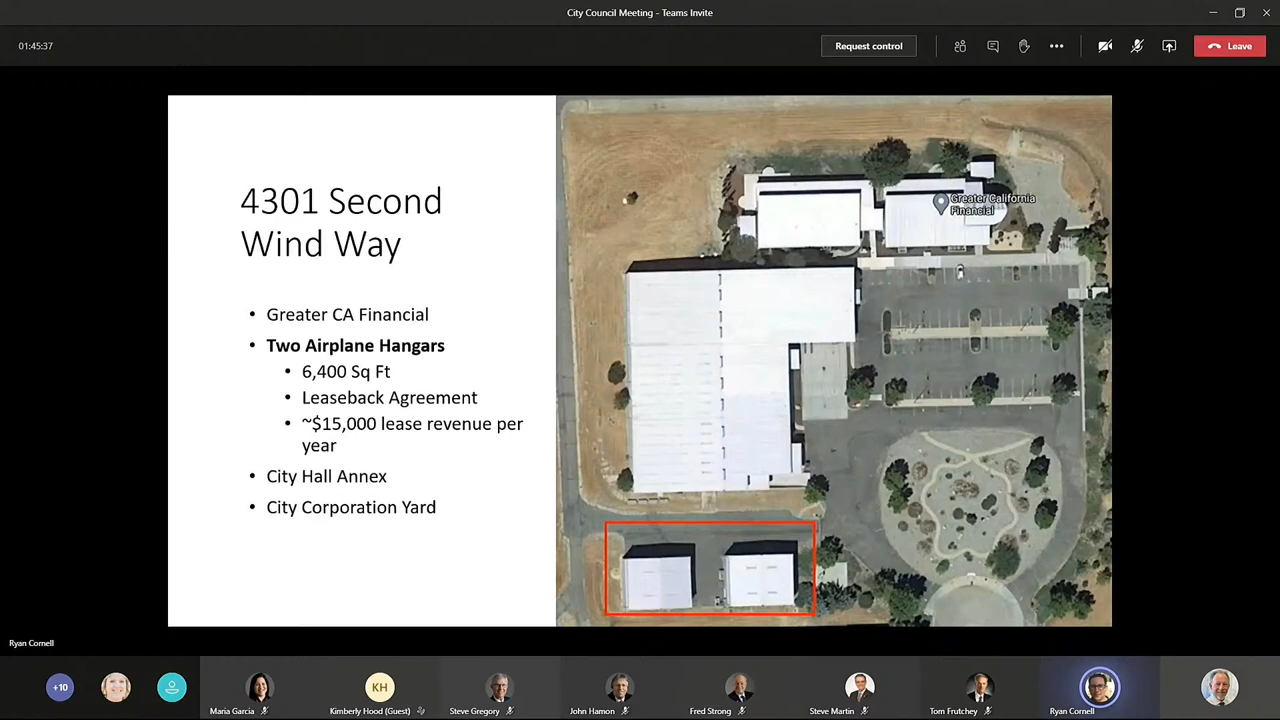 City Council Meeting - Teams Invite
01:45:37
Request control
Leave
4301 Second
Wind Way
• Greater CA Financial
• Two Airplane Hangars
• 6,400 Sq Ft
• Leaseback Agreement
• ~$15,000 lease revenue per
year
• City Hall Annex
• City Corporation Yard
Greater California
Financial
Ryan Cornell
+10
KH
Maria Garcia
Kimberly Hood (Guest)
Steve Gregory
John Hamon
Fred Strong
Steve Martin
Tom Frutchey
Ryan Cornell